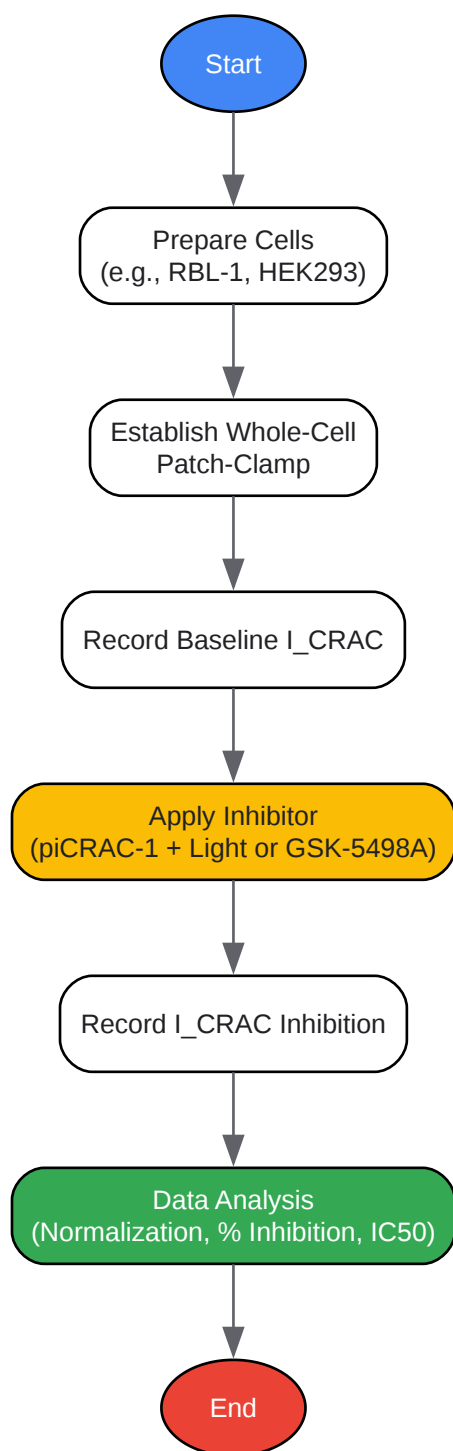 Start
Prepare Cells
(e.g., RBL-1, HEK293)
Establish Whole-Cell
Patch-Clamp
Record Baseline I_CRAC
Apply Inhibitor
(piCRAC-1 + Light or GSK-5498A)
Record I_CRAC Inhibition
Data Analysis
(Normalization, % Inhibition, IC50)
End